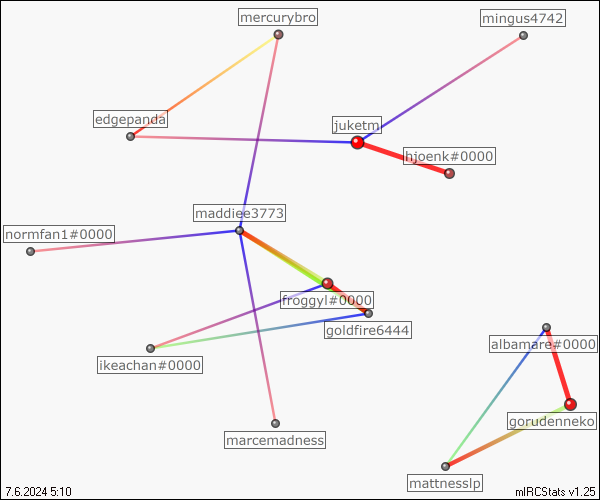 mercurybro
mingus4742
edgepanda
juketm
hjoenk#0000
maddiee3773
normfan1#0000
froggyl#0000
goldfire6444
albamare#0000
ikeachan#0000
gorudenneko
marcemadness
mattnesslp
7.6.2024 5:10
mIRCStats v1.25